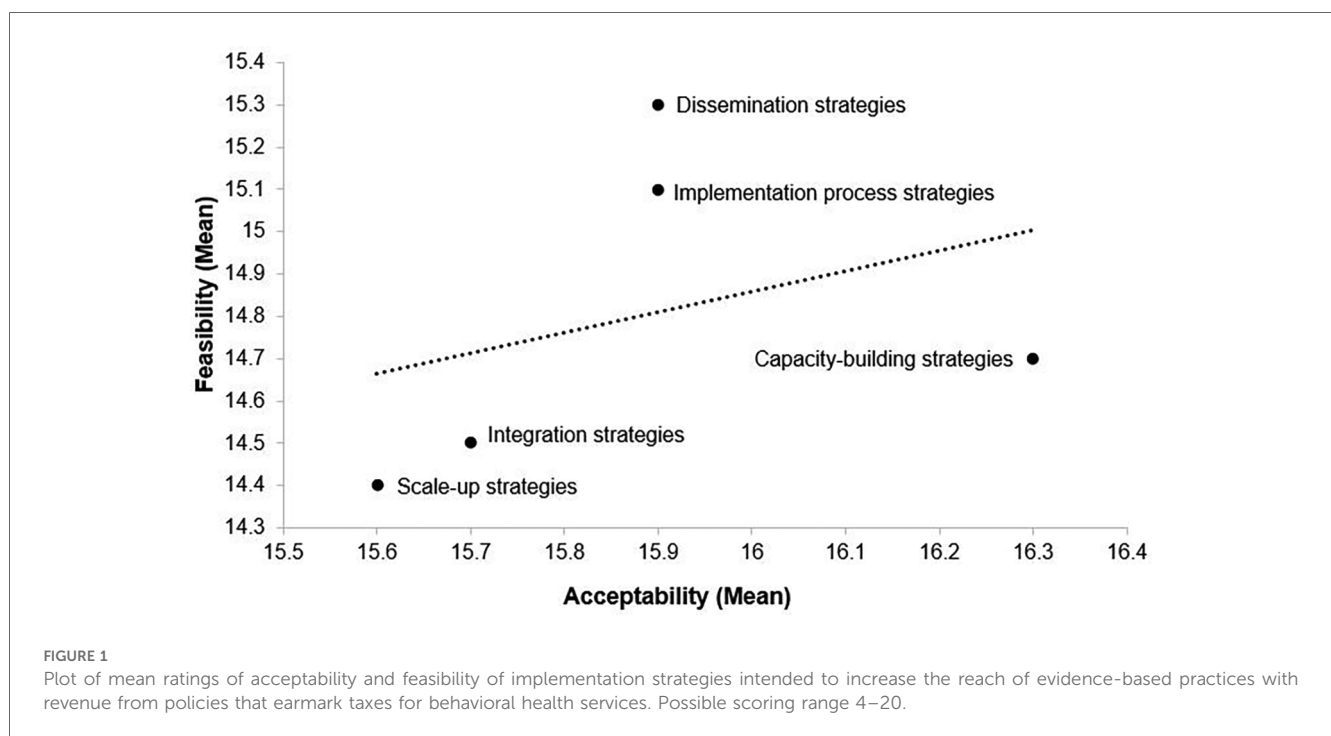 15.4
15.3
15.2
15.1
15
14.9
14.8
14.7
14.6
14.5
14.4
14.3
Feasibility (Mean)
Dissemination strategies
Implementation process strategies
Capacity-building strategies
Integration strategies
Scale-up strategies
15.5 15.6 15.7 15.8 15.9 16 16.1 16.2 16.3 16.4
Acceptability (Mean)
FIGURE 1
Plot of mean ratings of acceptability and feasibility of implementation strategies intended to increase the reach of evidence-based practices with
revenue from policies that earmark taxes for behavioral health services. Possible scoring range 4–20.